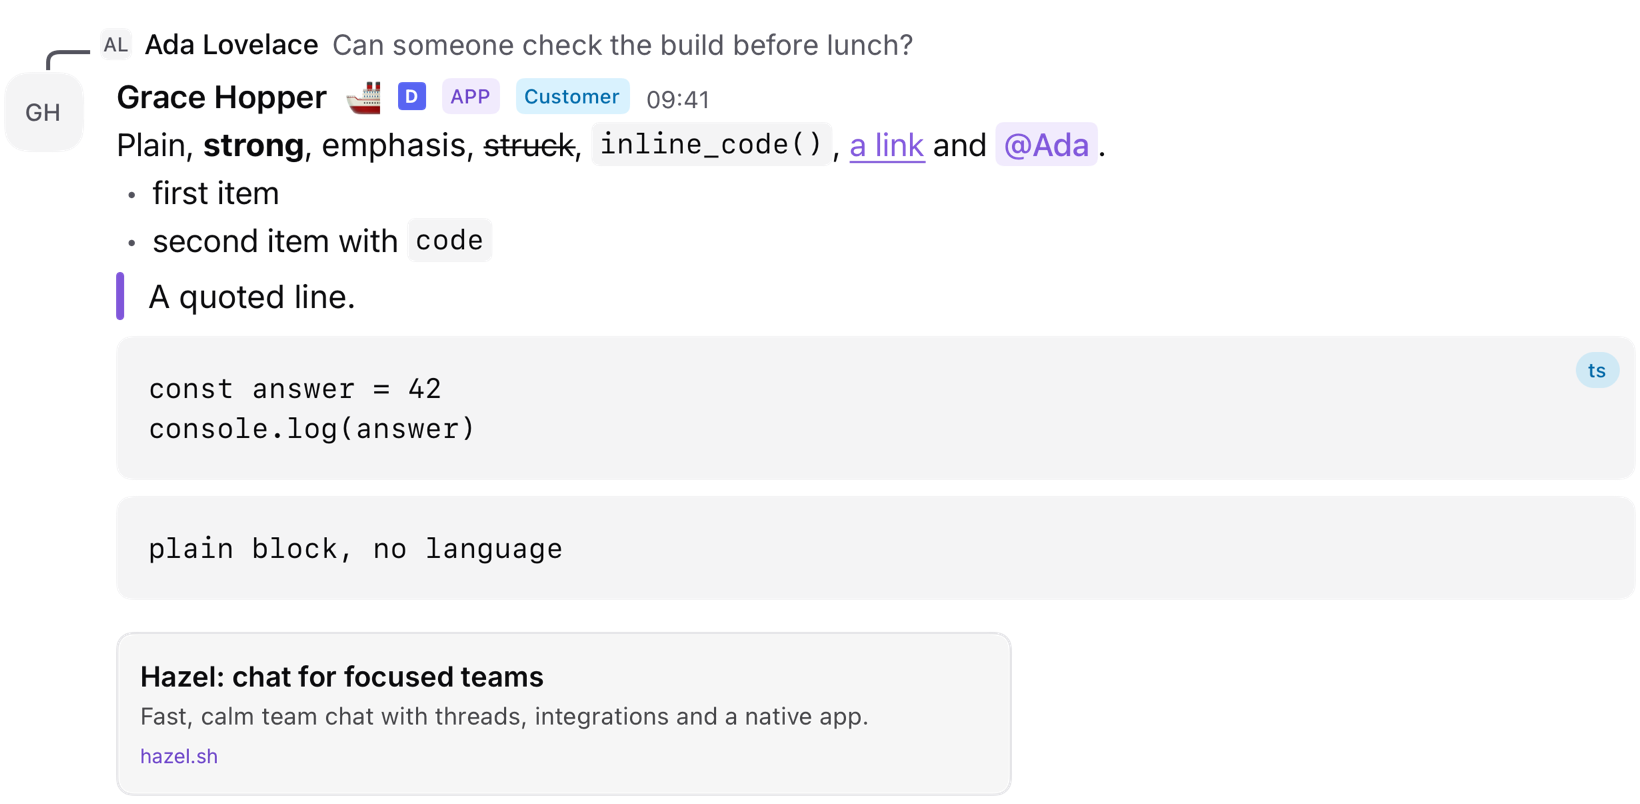 AL Ada Lovelace Can someone check the build before lunch?
GH
Grace Hopper 🚢 D APP Customer 09:41
Plain, strong, emphasis, struck, inline_code(), a link and @Ada.
• first item
• second item with code
A quoted line.
ts
const answer = 42
console.log(answer)
plain block, no language
Hazel: chat for focused teams
Fast, calm team chat with threads, integrations and a native app.
hazel.sh